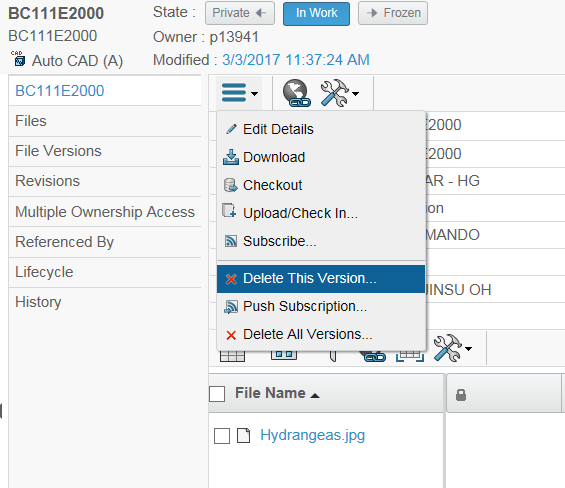 BC111E2000
BC111E2000
CAD
Auto CAD (A)
State :
Private
In Work
Frozen
Owner : p13941
Modified : 3/3/2017 11:37:24 AM
BC111E2000
Files
File Versions
Revisions
Multiple Ownership Access
Referenced By
Lifecycle
History
Edit Details
Download
Checkout
Upload/Check In...
Subscribe...
Delete This Version...
Push Subscription...
Delete All Versions...
E2000
E2000
AR - HG
ion
MANDO
JINSU OH
File Name
Hydrangeas.jpg